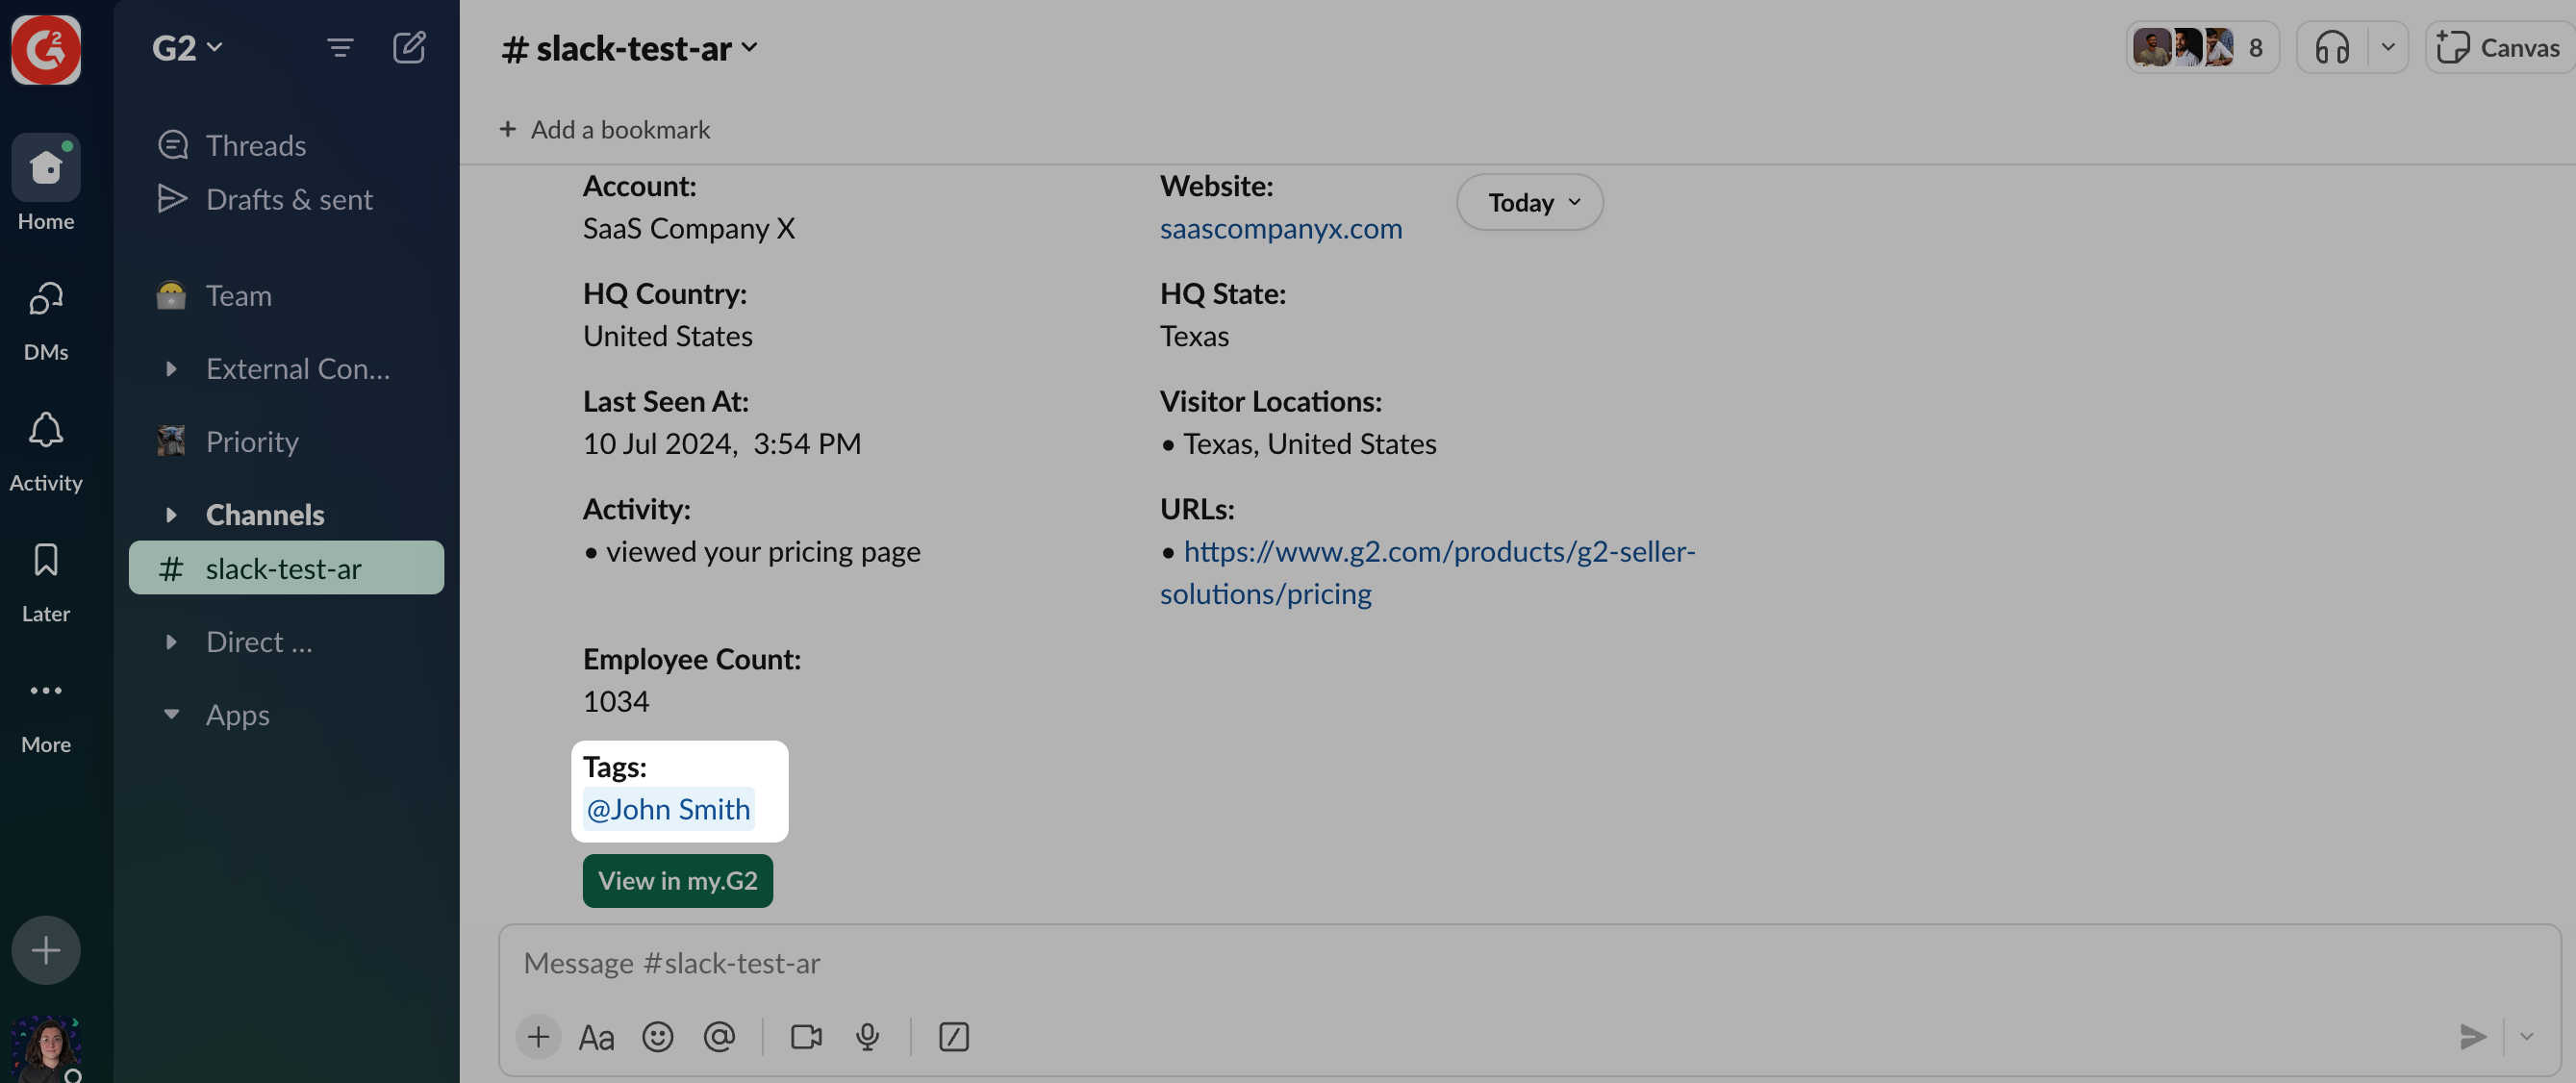 G2
Home
DMs
Activity
Later
More
G2
Threads
Drafts & sent
Team
External Con...
Priority
Channels
# slack-test-ar
Direct ...
Apps
# slack-test-ar
8
Canvas
+ Add a bookmark
Today
Account:
SaaS Company X
Website:
saascompanyx.com
HQ Country:
United States
HQ State:
Texas
Last Seen At:
10 Jul 2024,  3:54 PM
Visitor Locations:
• Texas, United States
Activity:
• viewed your pricing page
URLs:
• https://www.g2.com/products/g2-seller-
solutions/pricing
Employee Count:
1034
Tags:
@John Smith
View in my.G2
Message #slack-test-ar
Aa